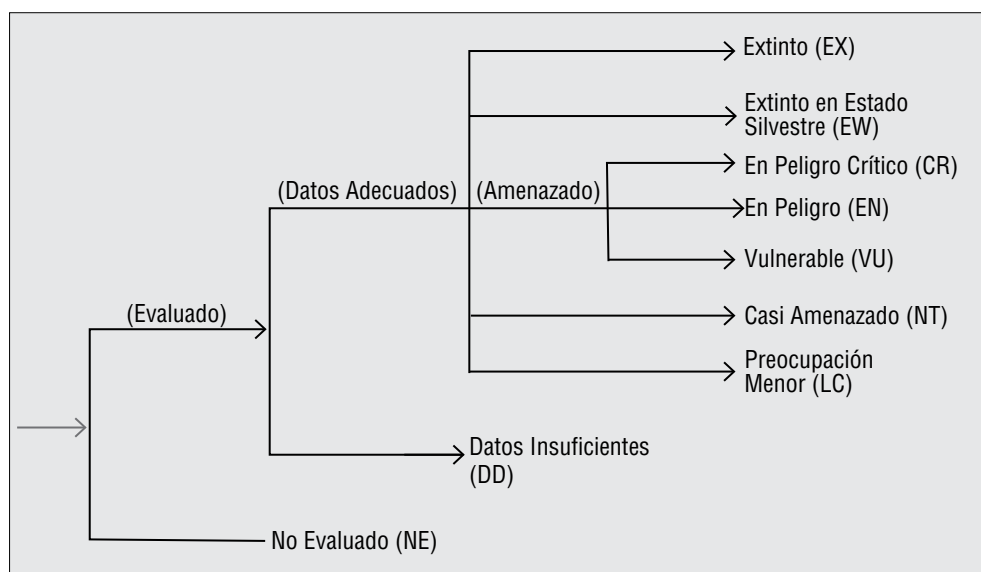 Extinto (EX)
Extinto en Estado
Silvestre (EW)
En Peligro Crítico (CR)
(Datos Adecuados)
(Amenazado)
En Peligro (EN)
Vulnerable (VU)
(Evaluado)
Casi Amenazado (NT)
Preocupación
Menor (LC)
Datos Insuficientes
(DD)
No Evaluado (NE)